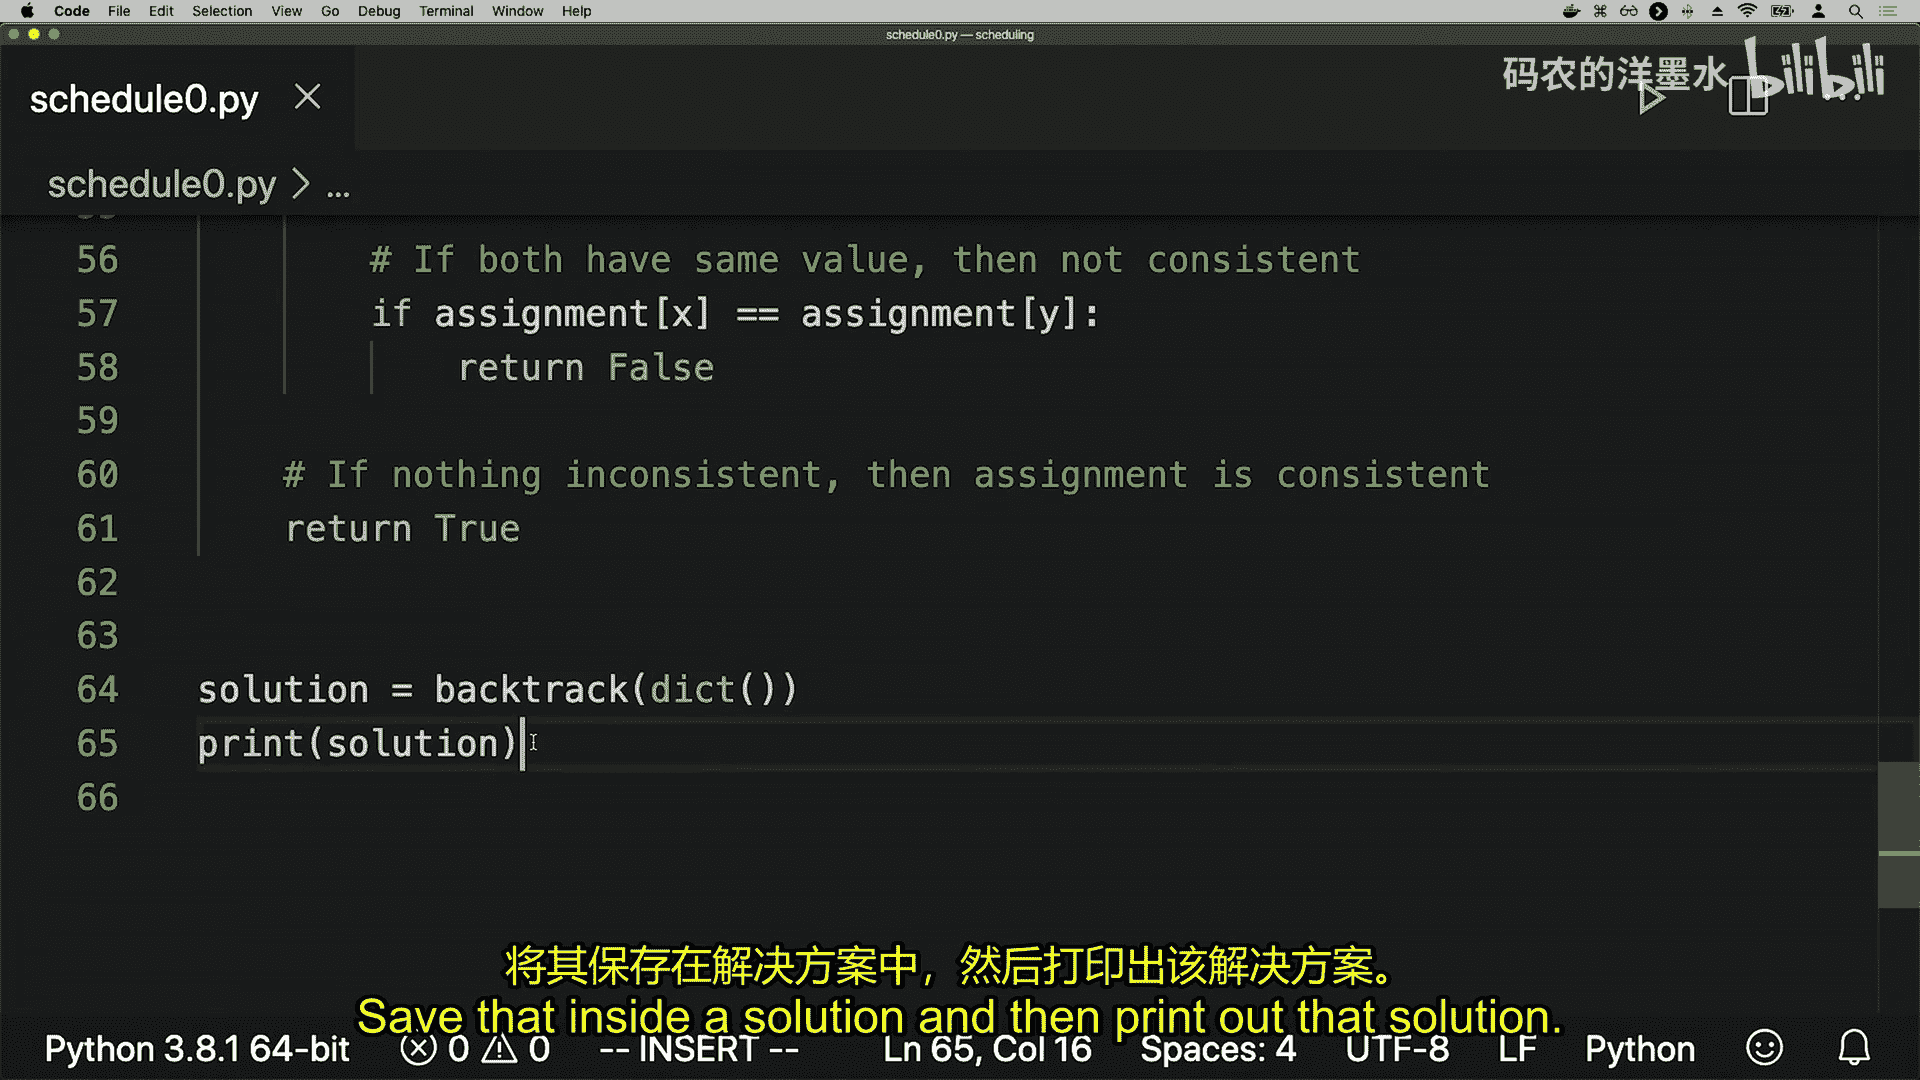 Code File Edit Selection View Go Debug Terminal Window Help
schedule0.py — scheduling
码农的洋墨水 bilibili
schedule0.py
schedule0.py > ...
56 # If both have same value, then not consistent
57 if assignment[x] == assignment[y]:
58 return False
59
60 # If nothing inconsistent, then assignment is consistent
61 return True
62
63
64 solution = backtrack(dict())
65 print(solution)
66
将其保存在解决方案中，然后打印出该解决方案。
Save that inside a solution and then print out that solution.
Python 3.8.1 64-bit 0 0 -- INSERT -- Ln 65, Col 16 Spaces: 4 UTF-8 LF Python